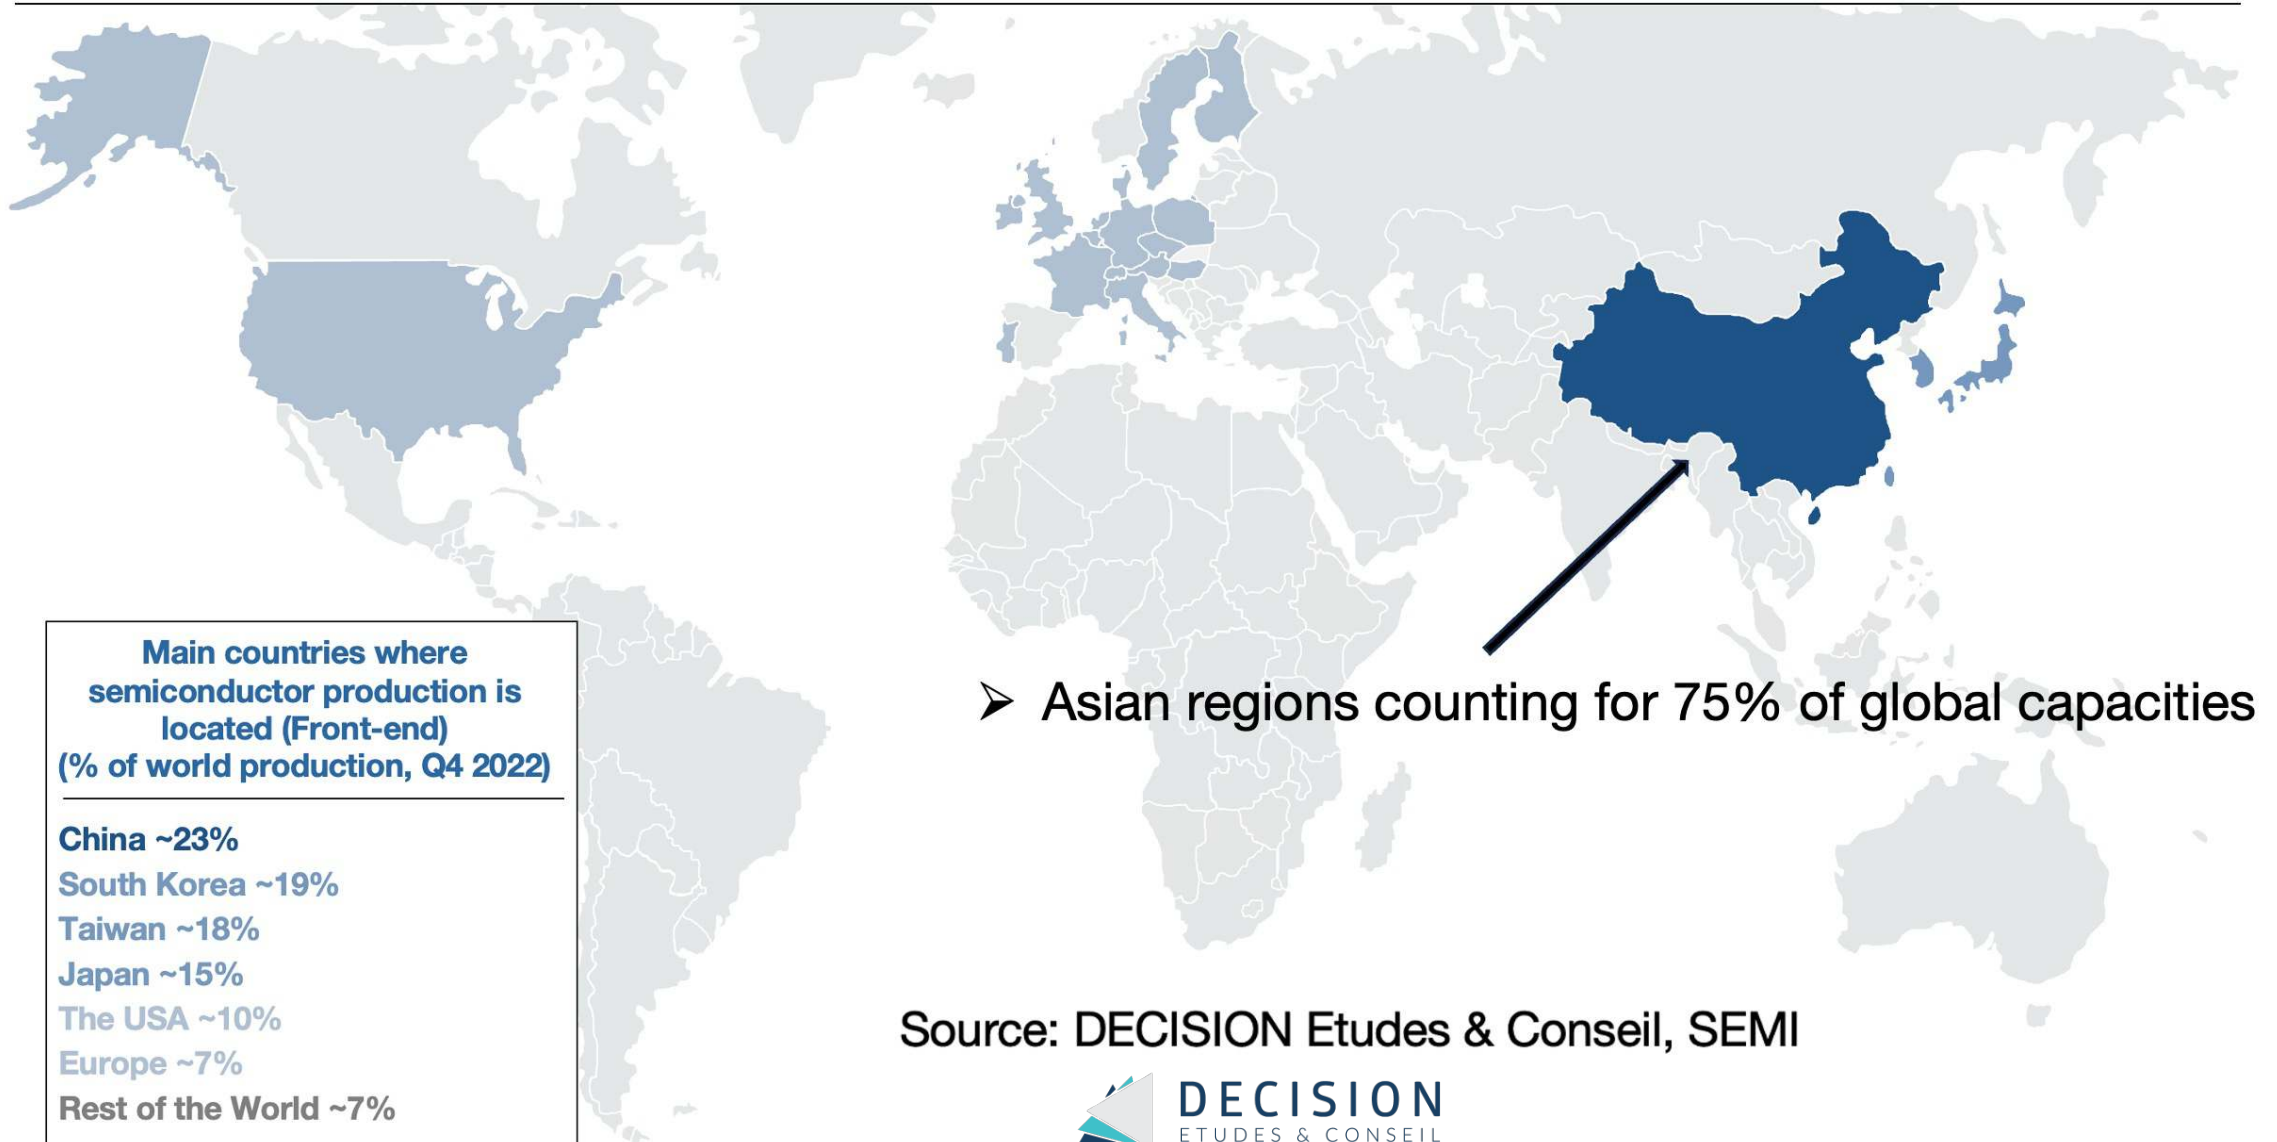 Main countries where
semiconductor production is
located (Front-end)
(% of world production, Q4 2022)
China ~23%
South Korea ~19%
Taiwan ~18%
Japan ~15%
The USA ~10%
Europe ~7%
Rest of the World ~7%
➢ Asian regions counting for 75% of global capacities
Source: DECISION Etudes & Conseil, SEMI
DECISION
ETUDES & CONSEIL